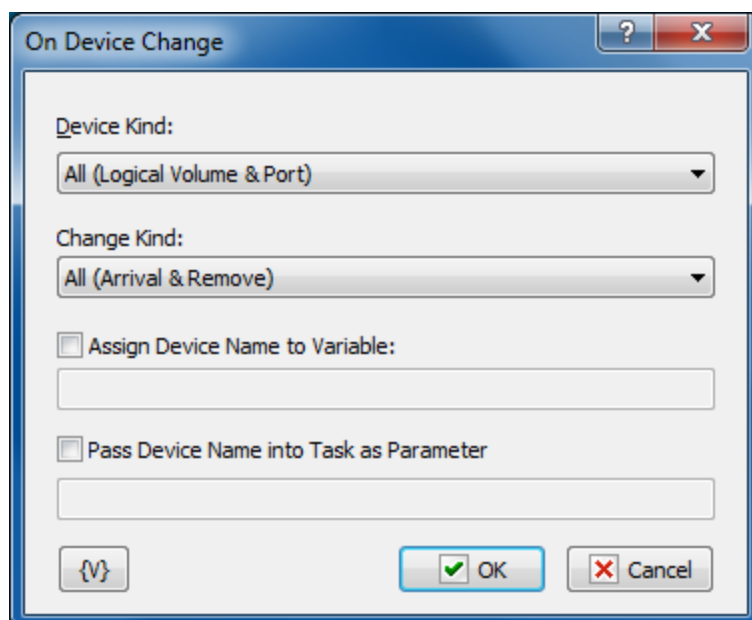 On Device Change
?
X
Device Kind:
All (Logical Volume & Port)
Change Kind:
All (Arrival & Remove)
Assign Device Name to Variable:
Pass Device Name into Task as Parameter
{V}
OK
Cancel